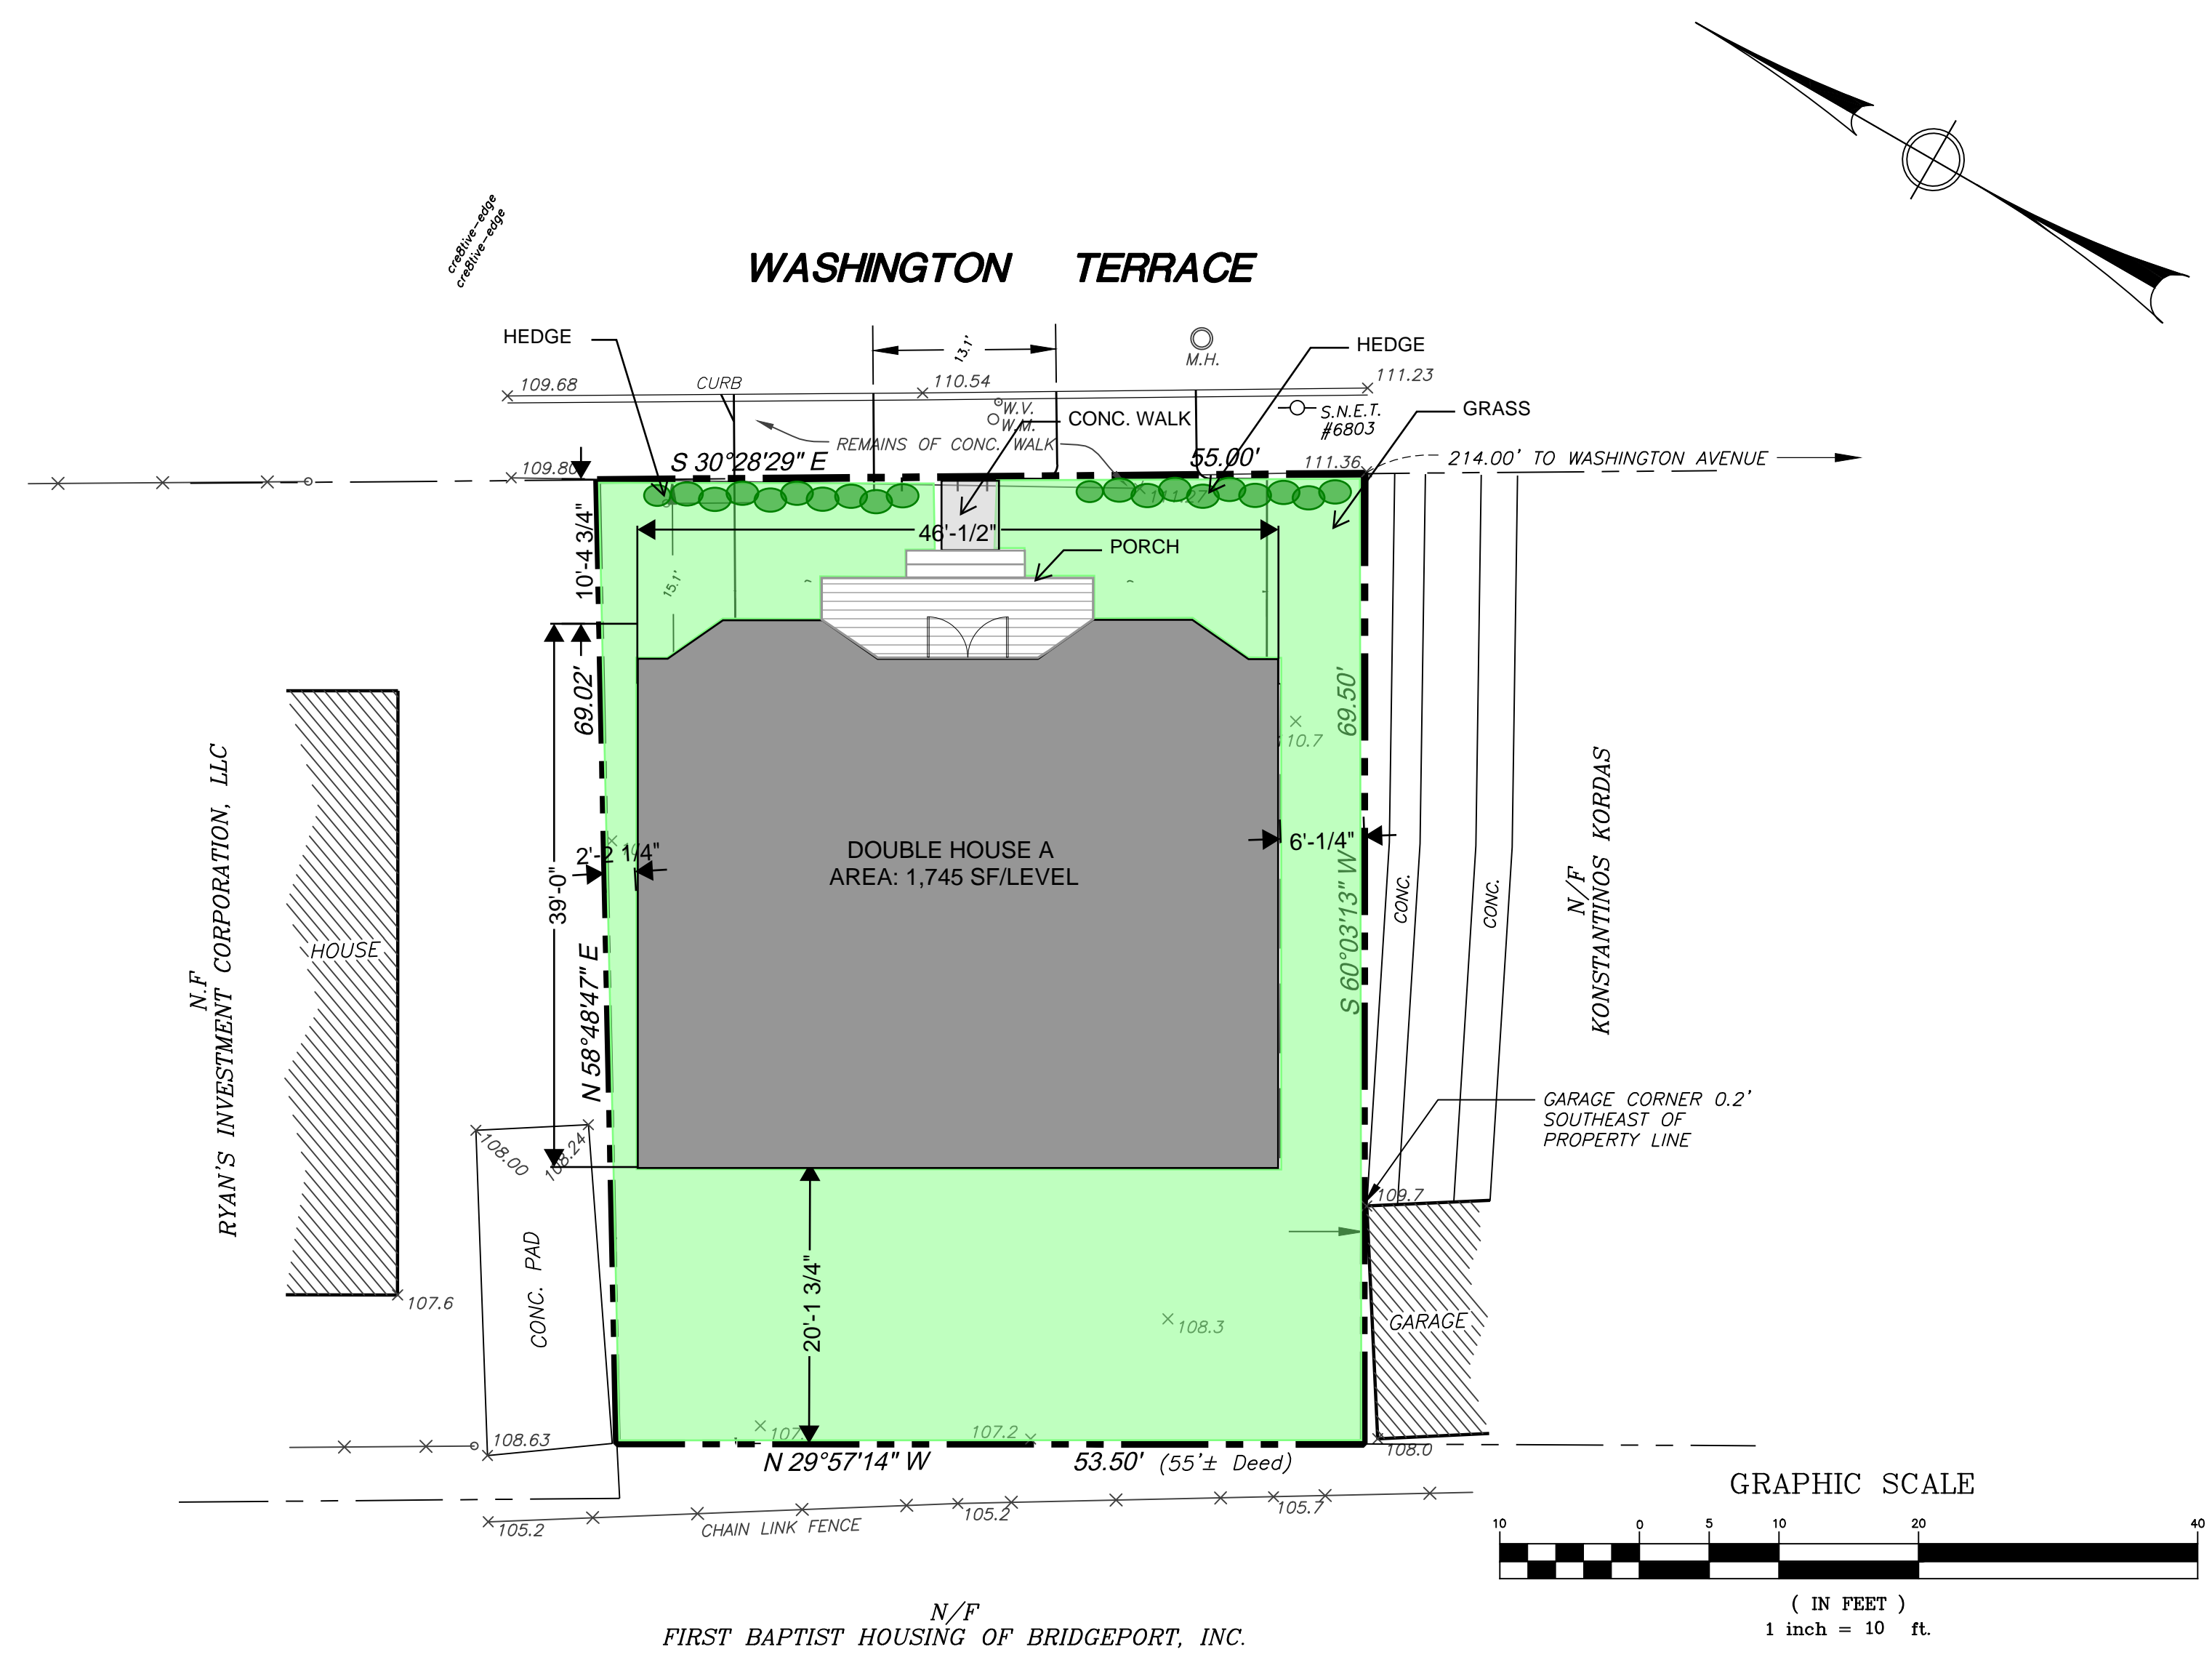 cre8tive-edge
cre8tive-edge
WASHINGTON TERRACE
HEDGE
13.1'
M.H.
HEDGE
109.68
CURB
110.54
111.23
W.V.
W.M.
CONC. WALK
S.N.E.T.
#6803
GRASS
REMAINS OF CONC. WALK
109.80
S 30°28'29" E
55.00'
111.36
214.00' TO WASHINGTON AVENUE
111.27
10'-4 3/4"
46'-1/2"
PORCH
15.1'
69.02'
69.50'
10.7
2'-2 1/4"
DOUBLE HOUSE A
AREA: 1,745 SF/LEVEL
6'-1/4"
39'-0"
S 60°03'13" W
CONC.
CONC.
N/F
KONSTANTINOS KORDAS
N.F
RYAN'S INVESTMENT CORPORATION, LLC
HOUSE
N 58°48'47" E
GARAGE CORNER 0.2'
SOUTHEAST OF
PROPERTY LINE
108.00
108.24
109.7
CONC. PAD
107.6
20'-1 3/4"
108.3
GARAGE
108.63
107.
107.2
108.0
N 29°57'14" W
53.50' (55'± Deed)
105.2
CHAIN LINK FENCE
105.2
105.7
GRAPHIC SCALE
10 0 5 10 20 40
( IN FEET )
1 inch = 10 ft.
N/F
FIRST BAPTIST HOUSING OF BRIDGEPORT, INC.